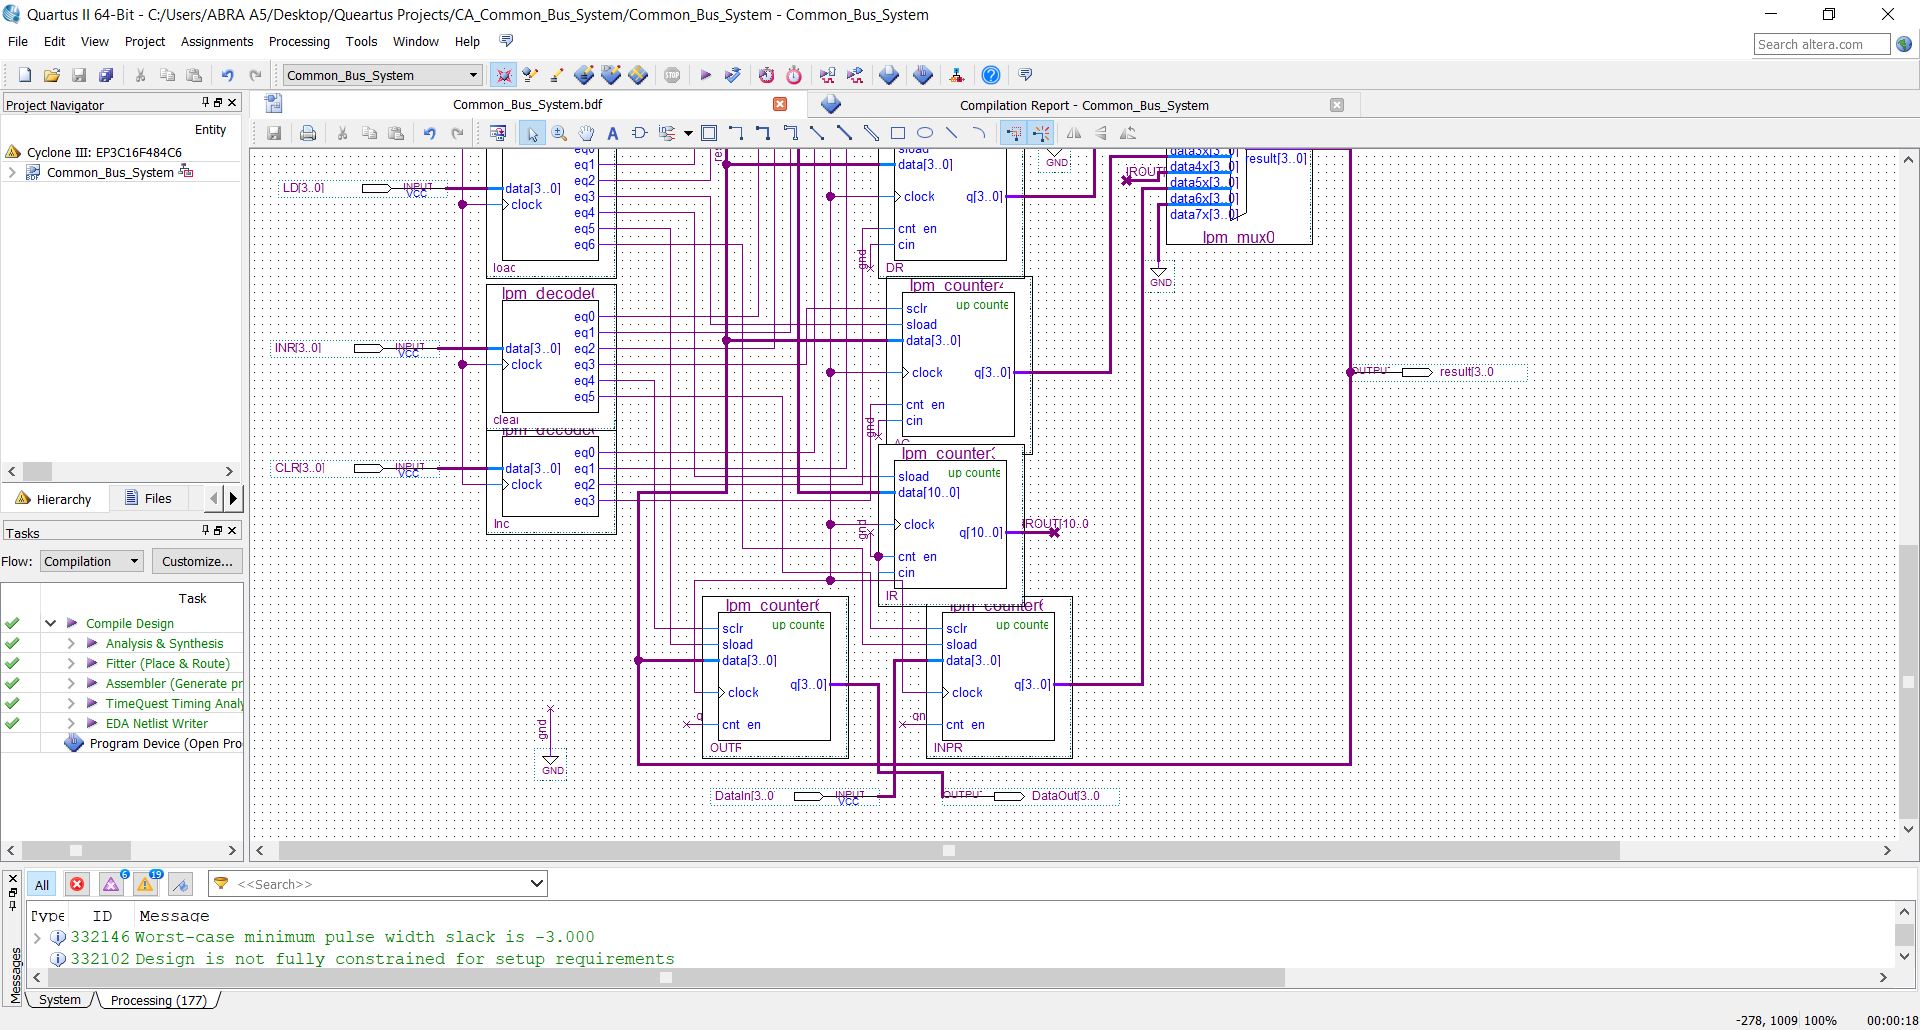 Quartus II 64-Bit - C:/Users/ABRA A5/Desktop/Queartus Projects/CA_Common_Bus_System/Common_Bus_System - Common_Bus_System
File Edit View Project Assignments Processing Tools Window Help
Search altera.com
Common_Bus_System
STOP
Project Navigator
Entity
Cyclone III: EP3C16F484C6
Common_Bus_System
Hierarchy Files
Tasks
Flow: Compilation Customize...
Task
Compile Design
Analysis & Synthesis
Fitter (Place & Route)
Assembler (Generate pr
TimeQuest Timing Analy
EDA Netlist Writer
Program Device (Open Pro
Common_Bus_System.bdf
Compilation Report - Common_Bus_System
LD[3..0]
INPUT
VCC
data[3..0]
clock
eq0
eq1
eq2
eq3
eq4
eq5
eq6
load
INR[3..0]
INPUT
VCC
lpm_decode
data[3..0]
clock
eq0
eq1
eq2
eq3
eq4
eq5
clear
CLR[3..0]
INPUT
VCC
lpm_decode
data[3..0]
clock
eq0
eq1
eq2
eq3
Inc
sload
data[3..0]
clock
q[3..0]
cnt_en
cin
gnd
DR
lpm_counter4
up counte
sclr
sload
data[3..0]
clock
q[3..0]
cnt_en
cin
gnd
AC
lpm_counter3
up counte
sload
data[10..0]
clock
q[10..0]
cnt_en
cin
gnd
IR
IROUT[10..0
lpm_counter6
up counte
sclr
sload
data[3..0]
clock
q[3..0]
cnt_en
g
OUTF
lpm_counter6
up counte
sclr
sload
data[3..0]
clock
q[3..0]
cnt_en
gn
INPR
gnd
GND
DataIn[3..0
INPUT
VCC
OUTPU
DataOut[3..0
GND
IROUT
data3x[3..0]
data4x[3..0]
data5x[3..0]
data6x[3..0]
data7x[3..0]
result[3..0]
lpm_mux0
GND
OUTPU
result[3..0
Messages
All
6
19
<<Search>>
Type ID Message
332146 Worst-case minimum pulse width slack is -3.000
332102 Design is not fully constrained for setup requirements
System Processing (177)
-278, 1009 100% 00:00:18